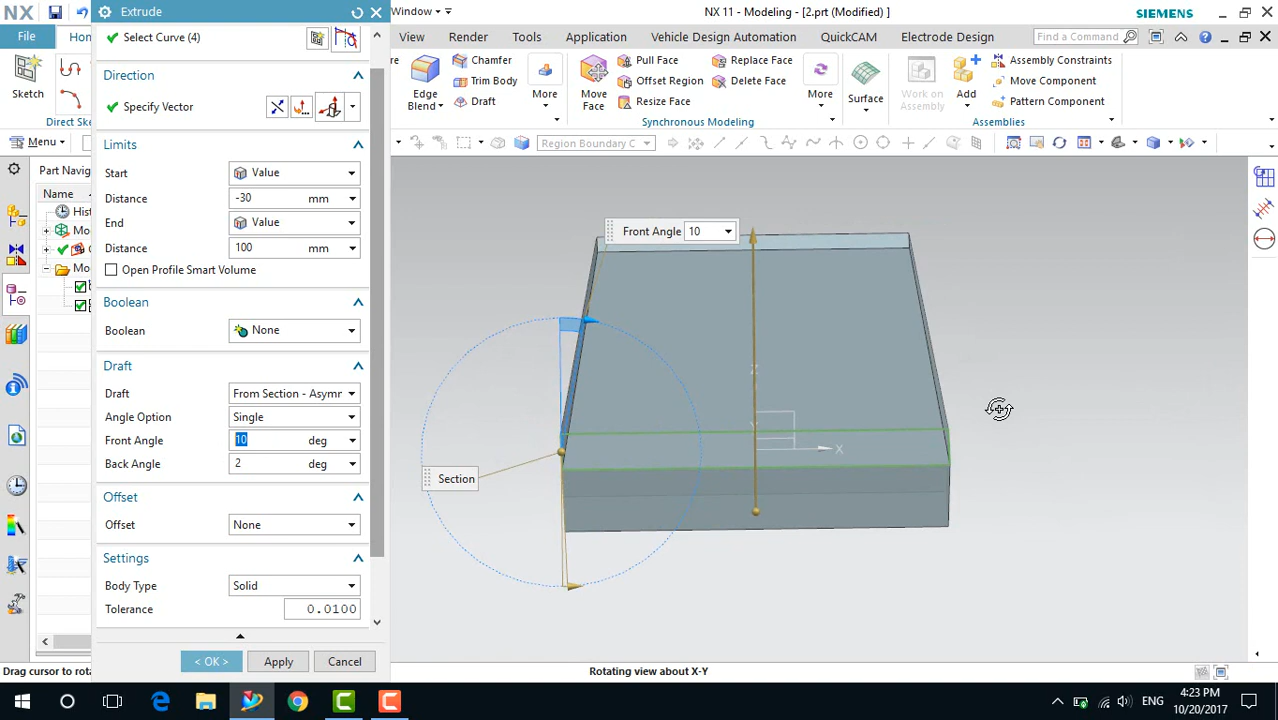 NX
Window
NX 11 - Modeling - [2.prt (Modified) ]
SIEMENS
Extrude
File
View
Render
Tools
Application
Vehicle Design Automation
QuickCAM
Electrode Design
Find a Command
Select Curve (4)
Direction
Specify Vector
Limits
Start
Value
Distance
-30
mm
End
Value
Distance
100
mm
Open Profile Smart Volume
Boolean
Boolean
None
Draft
Draft
From Section - Asymr
Angle Option
Single
Front Angle
10
deg
Back Angle
2
deg
Offset
Offset
None
Settings
Body Type
Solid
Tolerance
0.0100
< OK >
Apply
Cancel
Sketch
Direct Sk
Menu
Part Navig
Name
Edge
Blend
Chamfer
Trim Body
Draft
More
Move
Face
Pull Face
Offset Region
Resize Face
Replace Face
Delete Face
More
Synchronous Modeling
Surface
Work on
Assembly
Add
Assembly Constraints
Move Component
Pattern Component
Assemblies
Region Boundary C
Front Angle
10
Section
Z
X
Rotating view about X-Y
ENG
4:23 PM
10/20/2017